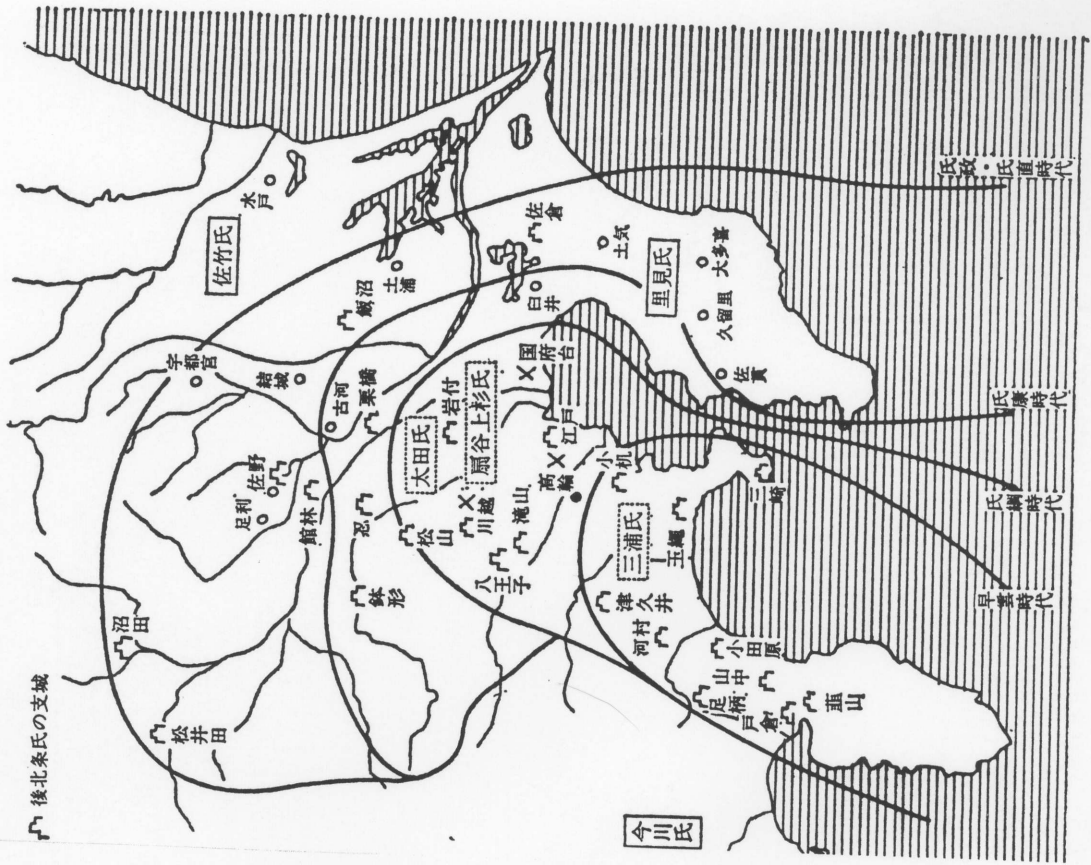 後北条氏の支城
松井田
沼田
足利
佐野
館林
宇都宮
結城
古河
栗橋
佐竹氏
水戸
土浦
飯沼
鉢形
忍
松山
太田氏
岩付
扇谷上杉氏
川越
滝山
八王子
高輪
江戸
小机
国府台
臼井
佐倉
土気
里見氏
大多喜
久留里
佐貫
三浦氏
玉縄
三崎
津久井
河村
小田原
山中
足柄
戸倉
韮山
今川氏
早雲時代
氏綱時代
氏康時代
氏政・氏直時代